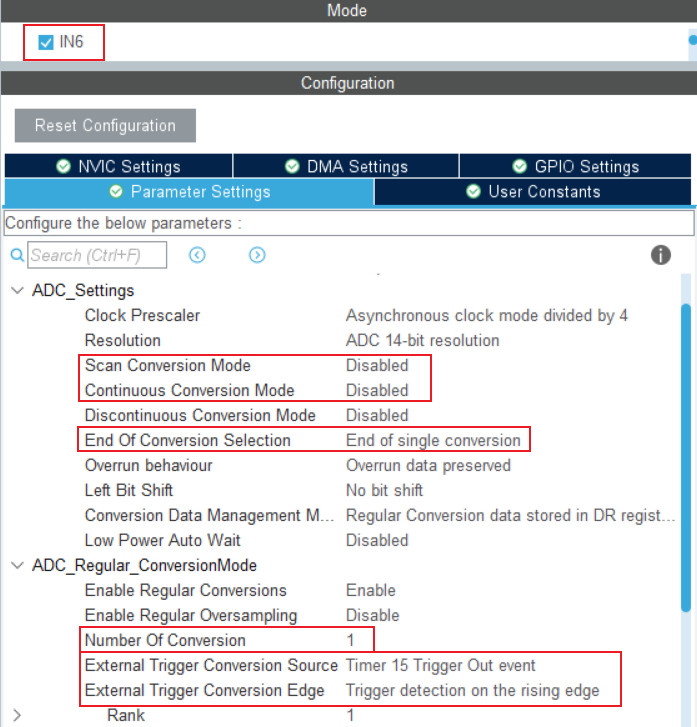 Mode
IN6
Configuration
Reset Configuration
NVIC Settings DMA Settings GPIO Settings
Parameter Settings User Constants
Configure the below parameters :
Search (Ctrl+F)
ADC_Settings
Clock Prescaler Asynchronous clock mode divided by 4
Resolution ADC 14-bit resolution
Scan Conversion Mode Disabled
Continuous Conversion Mode Disabled
Discontinuous Conversion Mode Disabled
End Of Conversion Selection End of single conversion
Overrun behaviour Overrun data preserved
Left Bit Shift No bit shift
Conversion Data Management M... Regular Conversion data stored in DR regist...
Low Power Auto Wait Disabled
ADC_Regular_ConversionMode
Enable Regular Conversions Enable
Enable Regular Oversampling Disable
Number Of Conversion 1
External Trigger Conversion Source Timer 15 Trigger Out event
External Trigger Conversion Edge Trigger detection on the rising edge
Rank 1